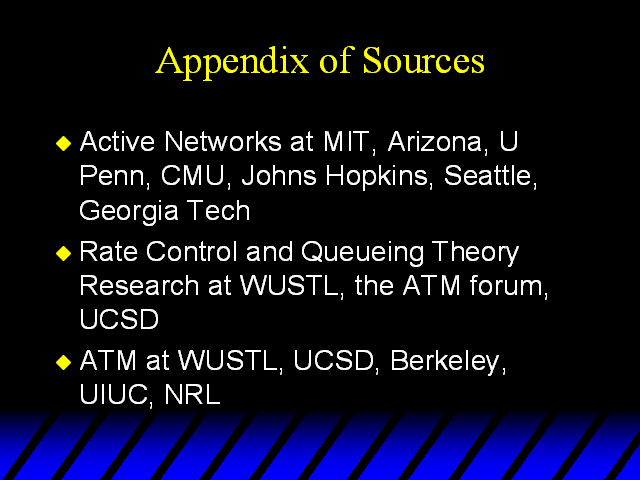 Appendix of Sources
Active Networks at MIT, Arizona, U
Penn, CMU, Johns Hopkins, Seattle,
Georgia Tech
Rate Control and Queueing Theory
Research at WUSTL, the ATM forum,
UCSD
ATM at WUSTL, UCSD, Berkeley,
UIUC, NRL